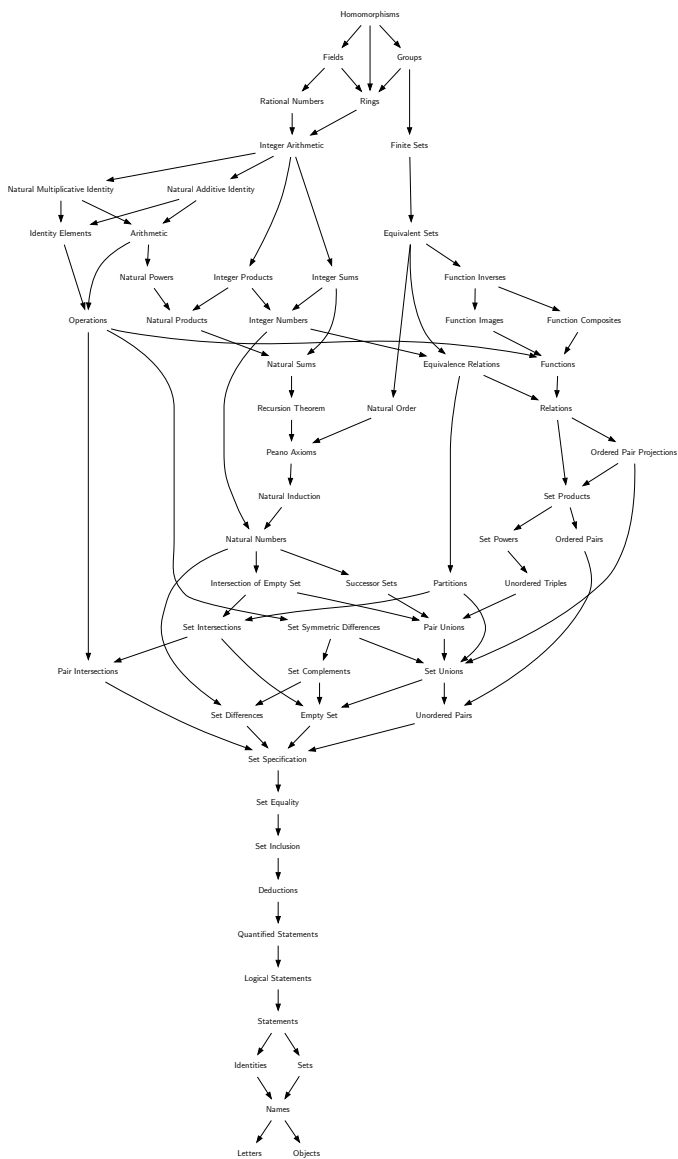 Homomorphisms
Fields
Groups
Rational Numbers
Rings
Integer Arithmetic
Finite Sets
Natural Multiplicative Identity
Natural Additive Identity
Identity Elements
Arithmetic
Equivalent Sets
Natural Powers
Integer Products
Integer Sums
Function Inverses
Operations
Natural Products
Integer Numbers
Function Images
Function Composites
Natural Sums
Equivalence Relations
Functions
Recursion Theorem
Natural Order
Relations
Peano Axioms
Ordered Pair Projections
Natural Induction
Set Products
Natural Numbers
Set Powers
Ordered Pairs
Intersection of Empty Set
Successor Sets
Partitions
Unordered Triples
Set Intersections
Set Symmetric Differences
Pair Unions
Pair Intersections
Set Complements
Set Unions
Set Differences
Empty Set
Unordered Pairs
Set Specification
Set Equality
Set Inclusion
Deductions
Quantified Statements
Logical Statements
Statements
Identities
Sets
Names
Letters
Objects